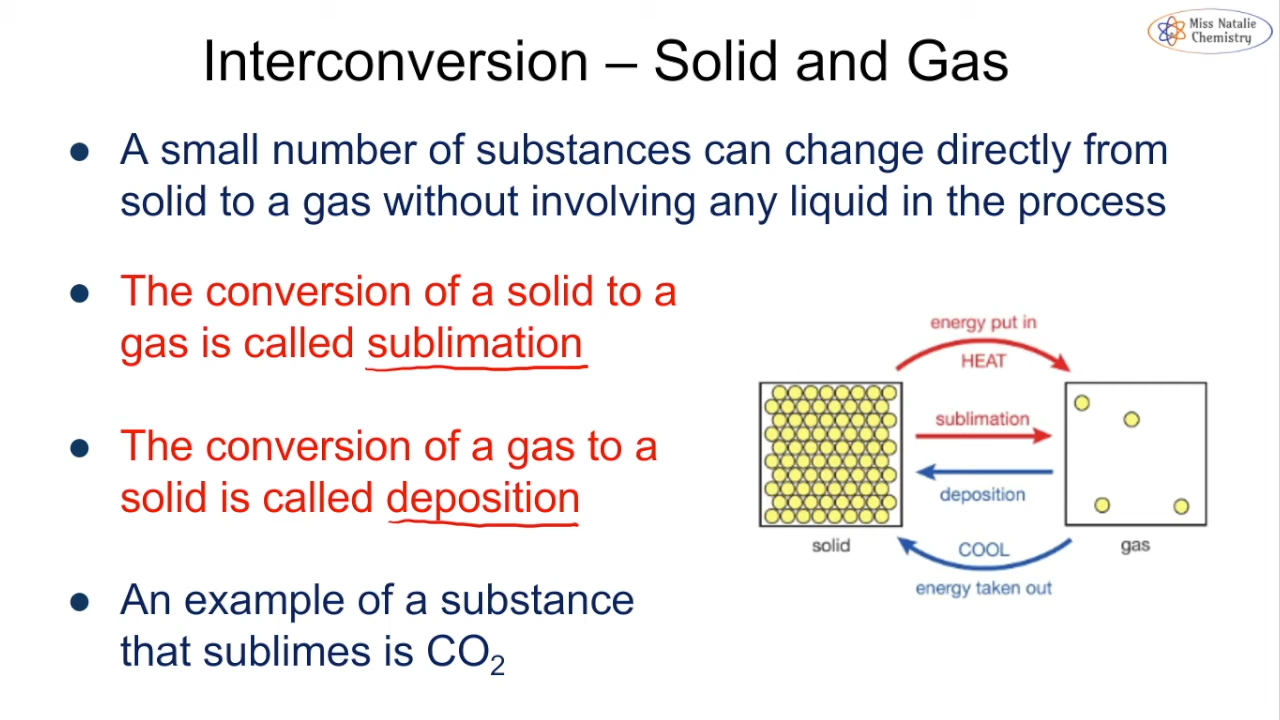 Miss Natalie
Chemistry
Interconversion – Solid and Gas
● A small number of substances can change directly from
solid to a gas without involving any liquid in the process
● The conversion of a solid to a
gas is called sublimation
● The conversion of a gas to a
solid is called deposition
● An example of a substance
that sublimes is CO₂
energy put in
HEAT
sublimation
deposition
solid
gas
COOL
energy taken out